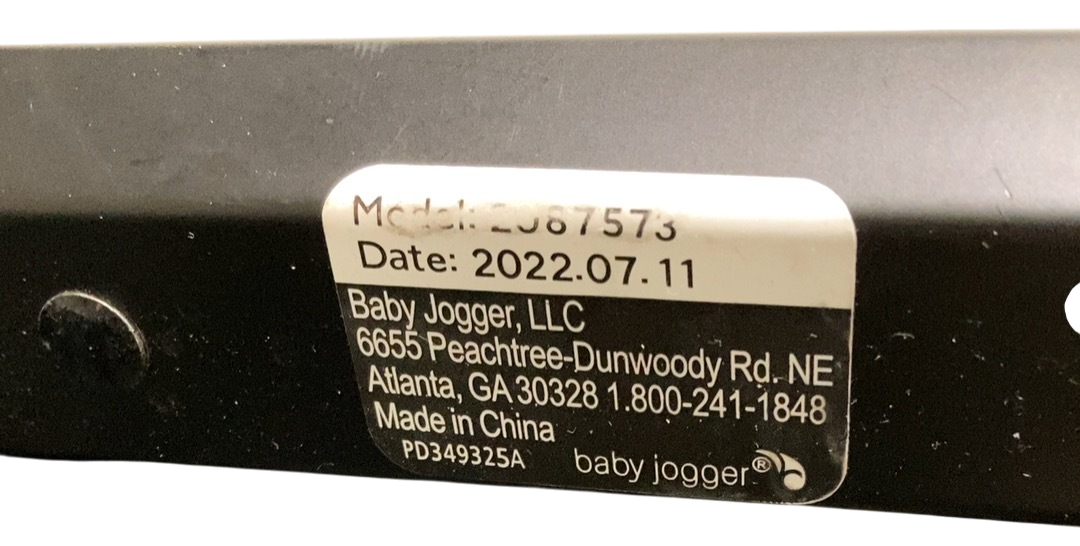 Model:
Date: 2022.07.11
Baby Jogger, LLC
6655 Peachtree-Dunwoody Rd. NE
Atlanta, GA 30328 1.800-241-1848
Made in China
PD349325A
baby jogger®